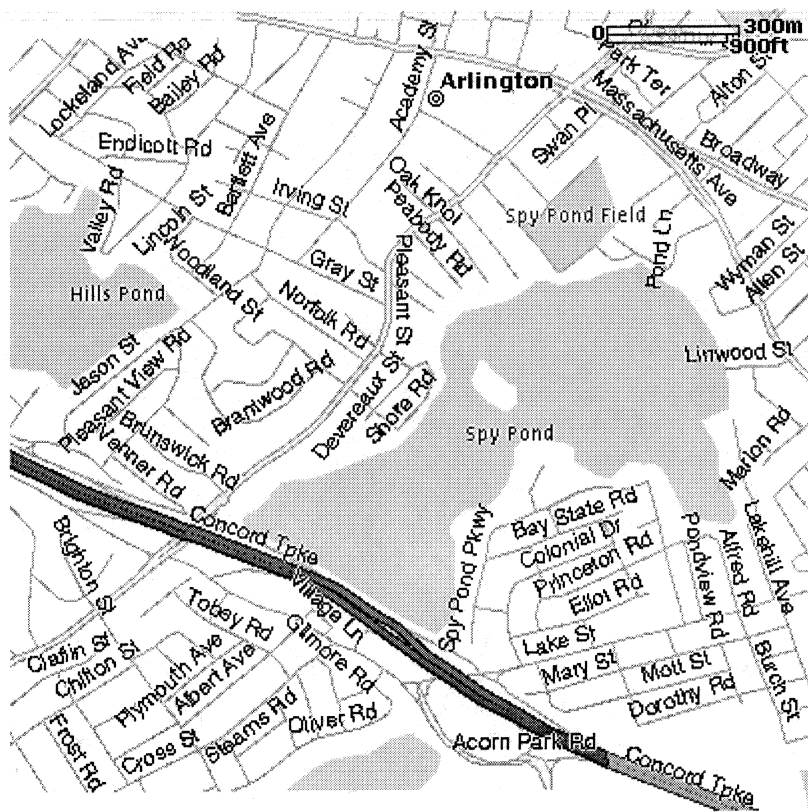 0
300m
900ft
Lockeland Ave
Field Rd
Bailey Rd
Academy St
Arlington
Park Ter
Massachusetts Ave
Alton St
Broadway
Swan Pl
Endicott Rd
Bartlett Ave
Irving St
Oak Knol
Peabody Rd
Spy Pond Field
Pond Ln
Valley Rd
Lincoln St
Woodland St
Gray St
Pleasant St
Wyman St
Allen St
Hills Pond
Norfolk Rd
Jason St
Pleasant View Rd
Brantwood Rd
Devereaux St
Shore Rd
Linwood St
Spy Pond
Brunswick Rd
Venner Rd
Marion Rd
Concord Tpke
Spy Pond Pkwy
Bay State Rd
Colonial Dr
Princeton Rd
Eliot Rd
Pondview Rd
Alfred Rd
Lakehill Ave
Brighton St
Village Ln
Tobey Rd
Gilmore Rd
Lake St
Mary St
Mott St
Dorothy Rd
Burch St
Claflin St
Chilton St
Plymouth Ave
Albert Ave
Frost Rd
Cross St
Stearns Rd
Oliver Rd
Acorn Park Rd
Concord Tpke